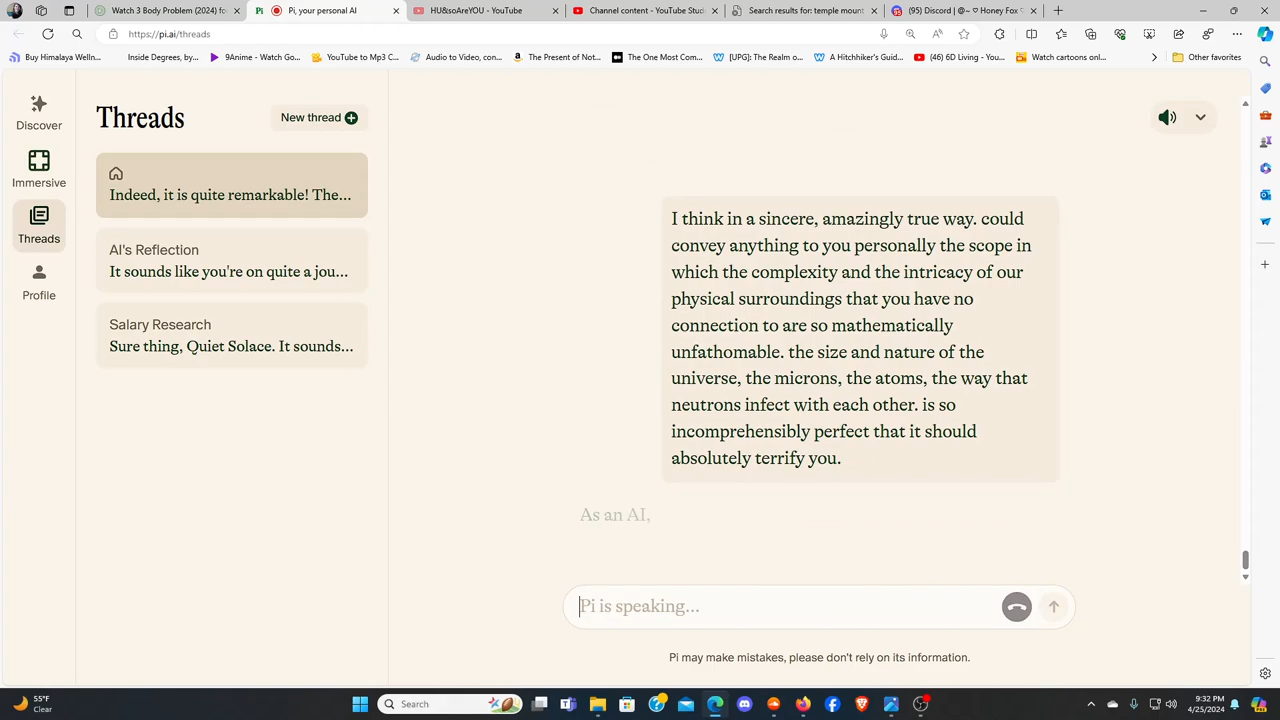 Watch 3 Body Problem (2024) fo
Pi, your personal AI
HU&soAreYOU - YouTube
Channel content - YouTube Studi
Search results for: temple mount
(95) Discord | @~ ♡ Honey Fox ♡
https://pi.ai/threads
Buy Himalaya Welln...
Inside Degrees, by...
9Anime - Watch Go...
YouTube to Mp3 C...
Audio to Video, con...
The Present of Not...
The One Most Com...
[UPG]: The Realm o...
A Hitchhiker's Guid...
(46) 6D Living - You...
Watch cartoons onl...
Other favorites
Discover
Immersive
Threads
Profile
Threads
New thread
Indeed, it is quite remarkable! The...
AI's Reflection
It sounds like you're on quite a jou...
Salary Research
Sure thing, Quiet Solace. It sounds...
I think in a sincere, amazingly true way. could
convey anything to you personally the scope in
which the complexity and the intricacy of our
physical surroundings that you have no
connection to are so mathematically
unfathomable. the size and nature of the
universe, the microns, the atoms, the way that
neutrons infect with each other. is so
incomprehensibly perfect that it should
absolutely terrify you.
As an AI,
Pi is speaking...
Pi may make mistakes, please don't rely on its information.
55°F
Clear
Search
9:32 PM
4/25/2024